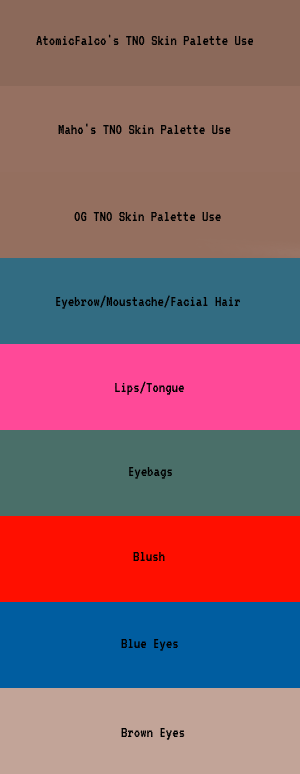 AtomicFalco's TNO Skin Palette Use
Maho's TNO Skin Palette Use
OG TNO Skin Palette Use
Eyebrow/Moustache/Facial Hair
Lips/Tongue
Eyebags
Blush
Blue Eyes
Brown Eyes